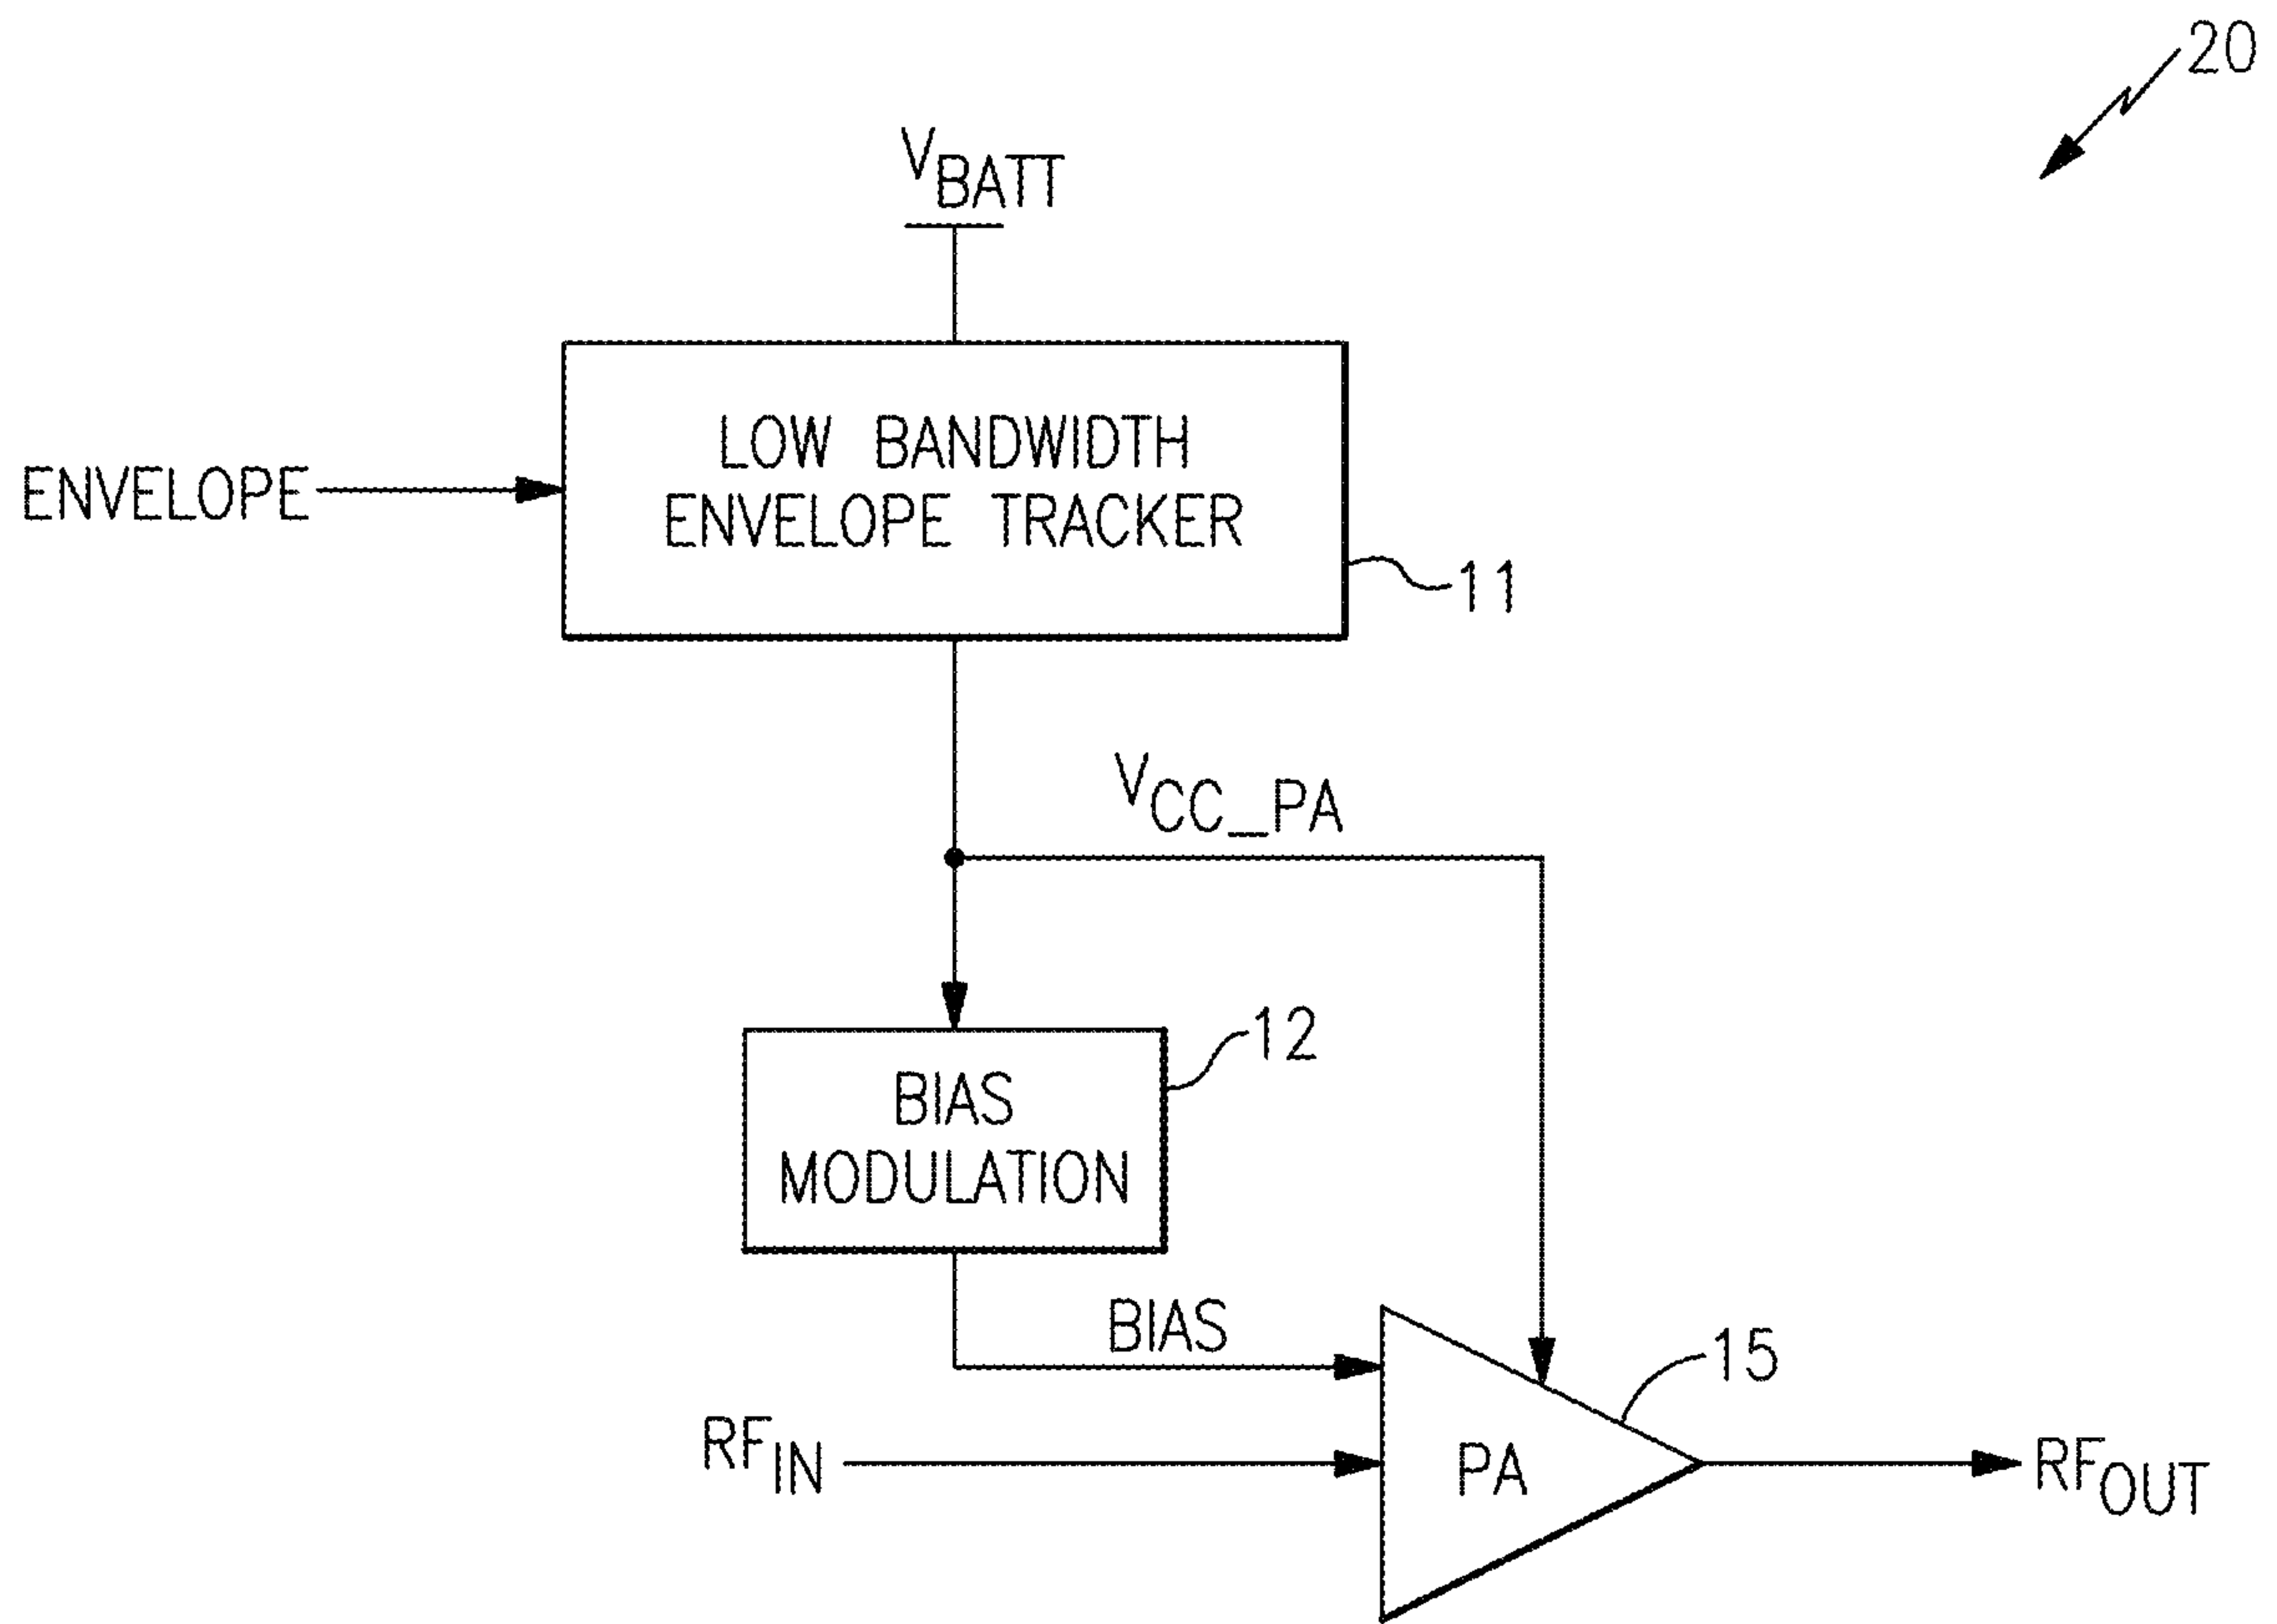 20
VBATT
LOW BANDWIDTH
ENVELOPE
ENVELOPE TRACKER
11
VCC_PA
12
BIAS
MODULATION
BIAS
15
RFIN
PA
RFOUT